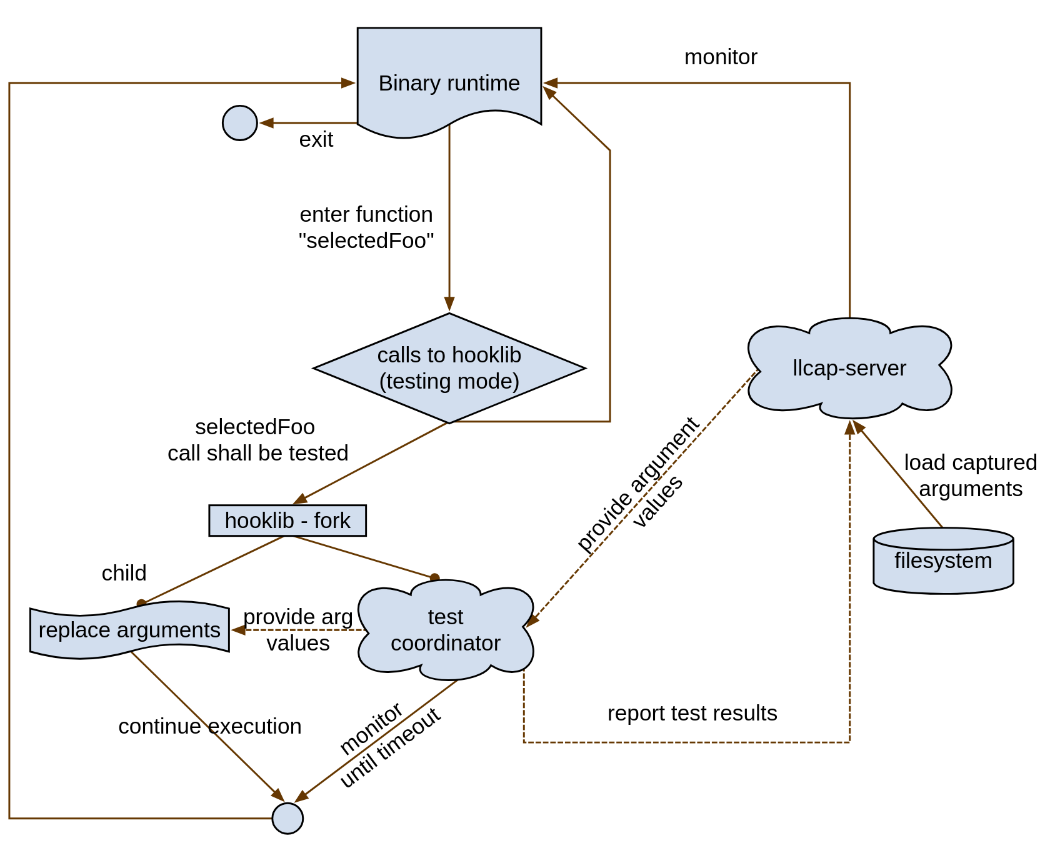 monitor
Binary runtime
exit
enter function
"selectedFoo"
calls to hooklib
(testing mode)
llcap-server
selectedFoo
call shall be tested
provide argument
values
load captured
arguments
hooklib - fork
filesystem
child
provide arg
values
test
coordinator
replace arguments
report test results
continue execution
monitor
until timeout